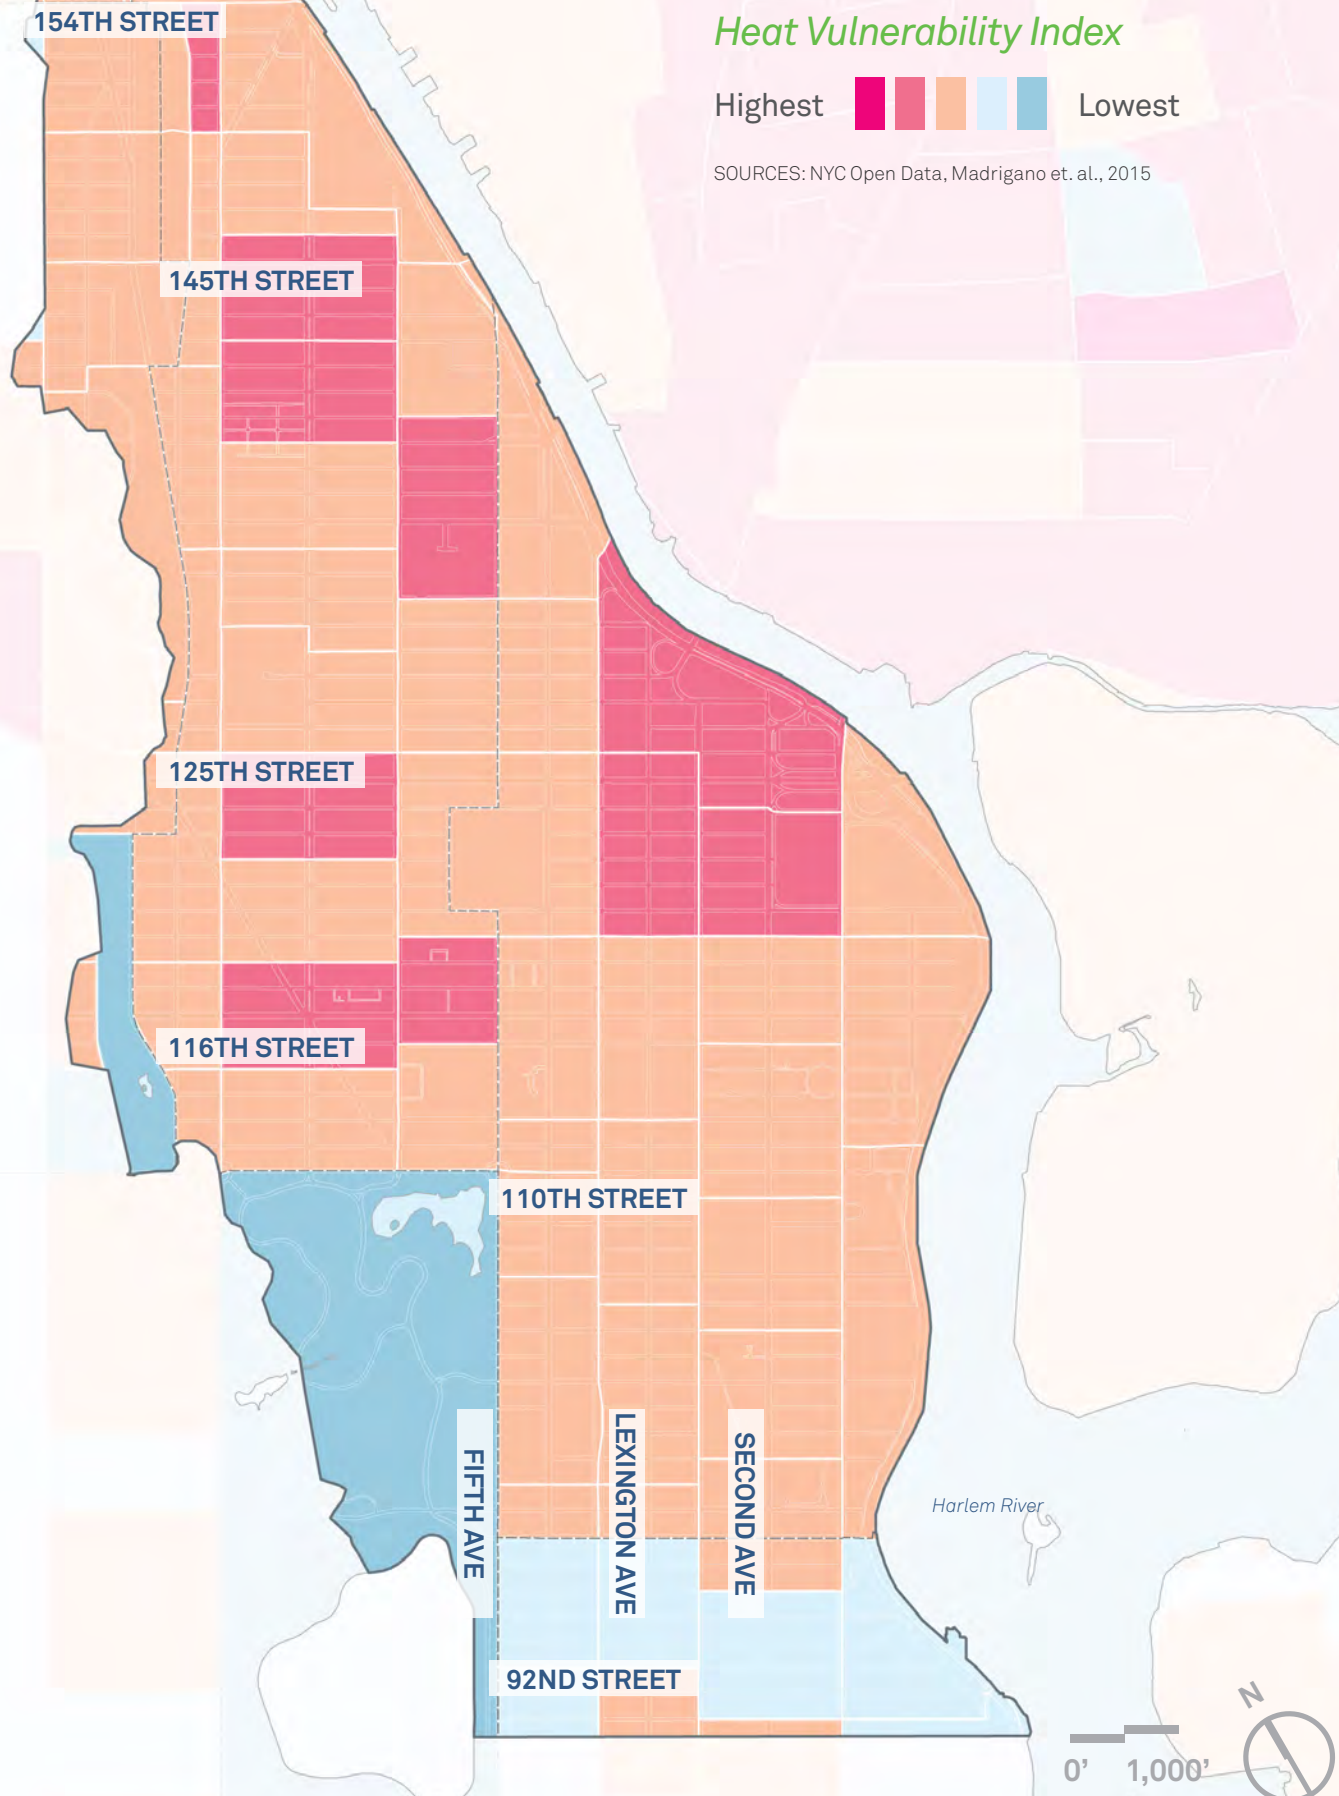 154TH STREET
Heat Vulnerability Index
Highest
Lowest
SOURCES: NYC Open Data, Madrigano et. al., 2015
145TH STREET
125TH STREET
116TH STREET
110TH STREET
FIFTH AVE
LEXINGTON AVE
SECOND AVE
Harlem River
92ND STREET
N
0’ 1,000’